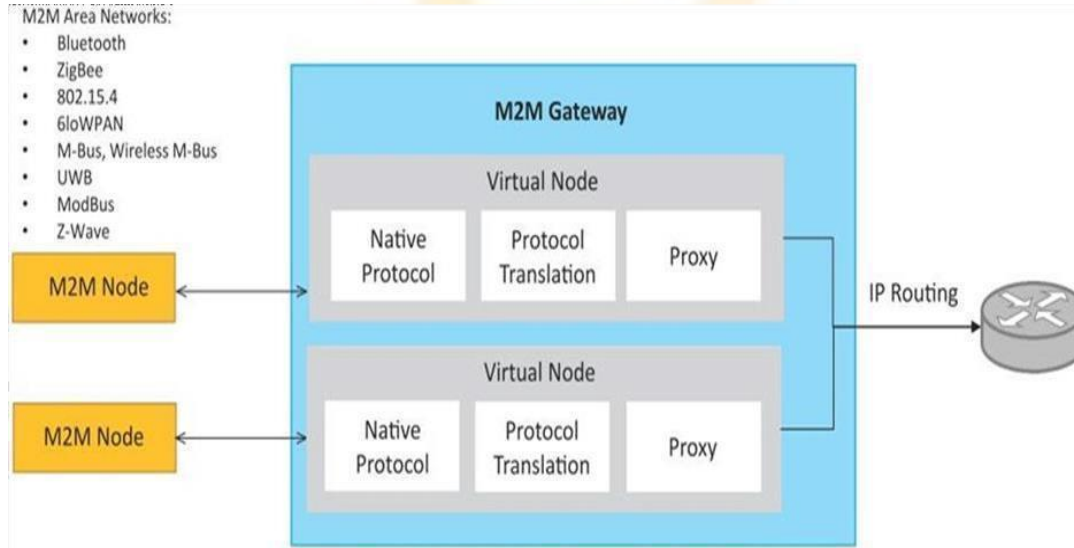 M2M Area Networks:
• Bluetooth
• ZigBee
• 802.15.4
• 6loWPAN
• M-Bus, Wireless M-Bus
• UWB
• ModBus
• Z-Wave
M2M Gateway
Virtual Node
Native
Protocol
Protocol
Translation
Proxy
M2M Node
IP Routing
Virtual Node
Native
Protocol
Protocol
Translation
Proxy
M2M Node